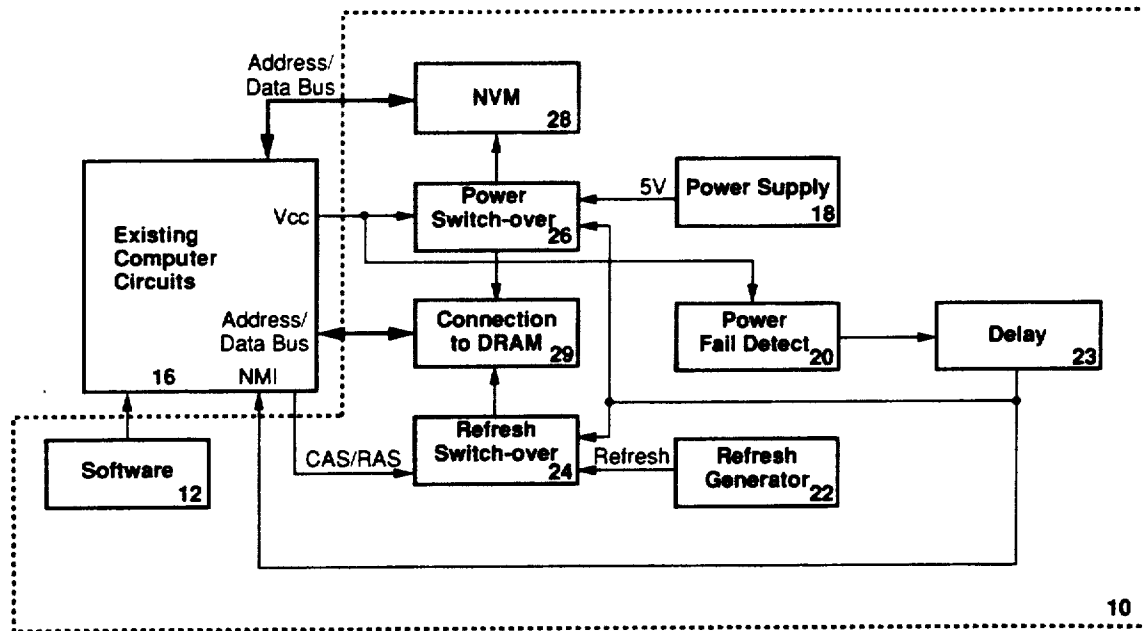 Address/
Data Bus
NVM
28
Power
Switch-over
26
5V
Power Supply
18
Vcc
Existing
Computer
Circuits
Address/
Data Bus
16
NMI
Connection
to DRAM
29
Power
Fail Detect
20
Delay
23
Software
12
CAS/RAS
Refresh
Switch-over
24
Refresh
Refresh
Generator
22
10